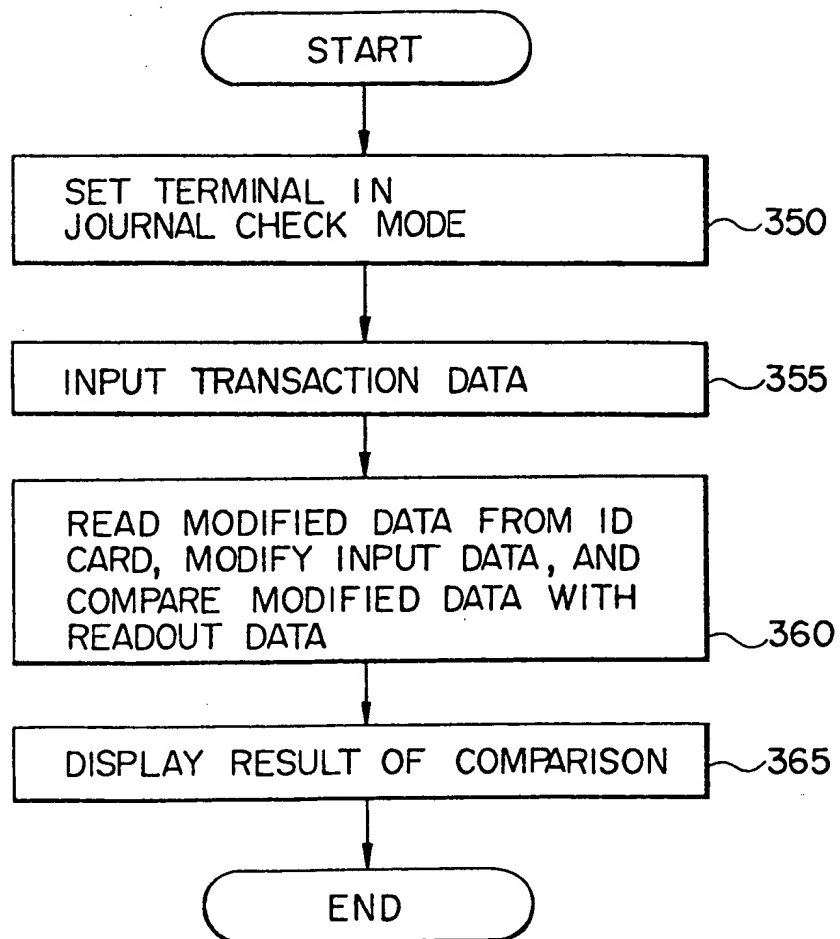 START
SET TERMINAL IN
JOURNAL CHECK MODE
350
INPUT TRANSACTION DATA
355
READ MODIFIED DATA FROM ID
CARD, MODIFY INPUT DATA, AND
COMPARE MODIFIED DATA WITH
READOUT DATA
360
DISPLAY RESULT OF COMPARISON
365
END